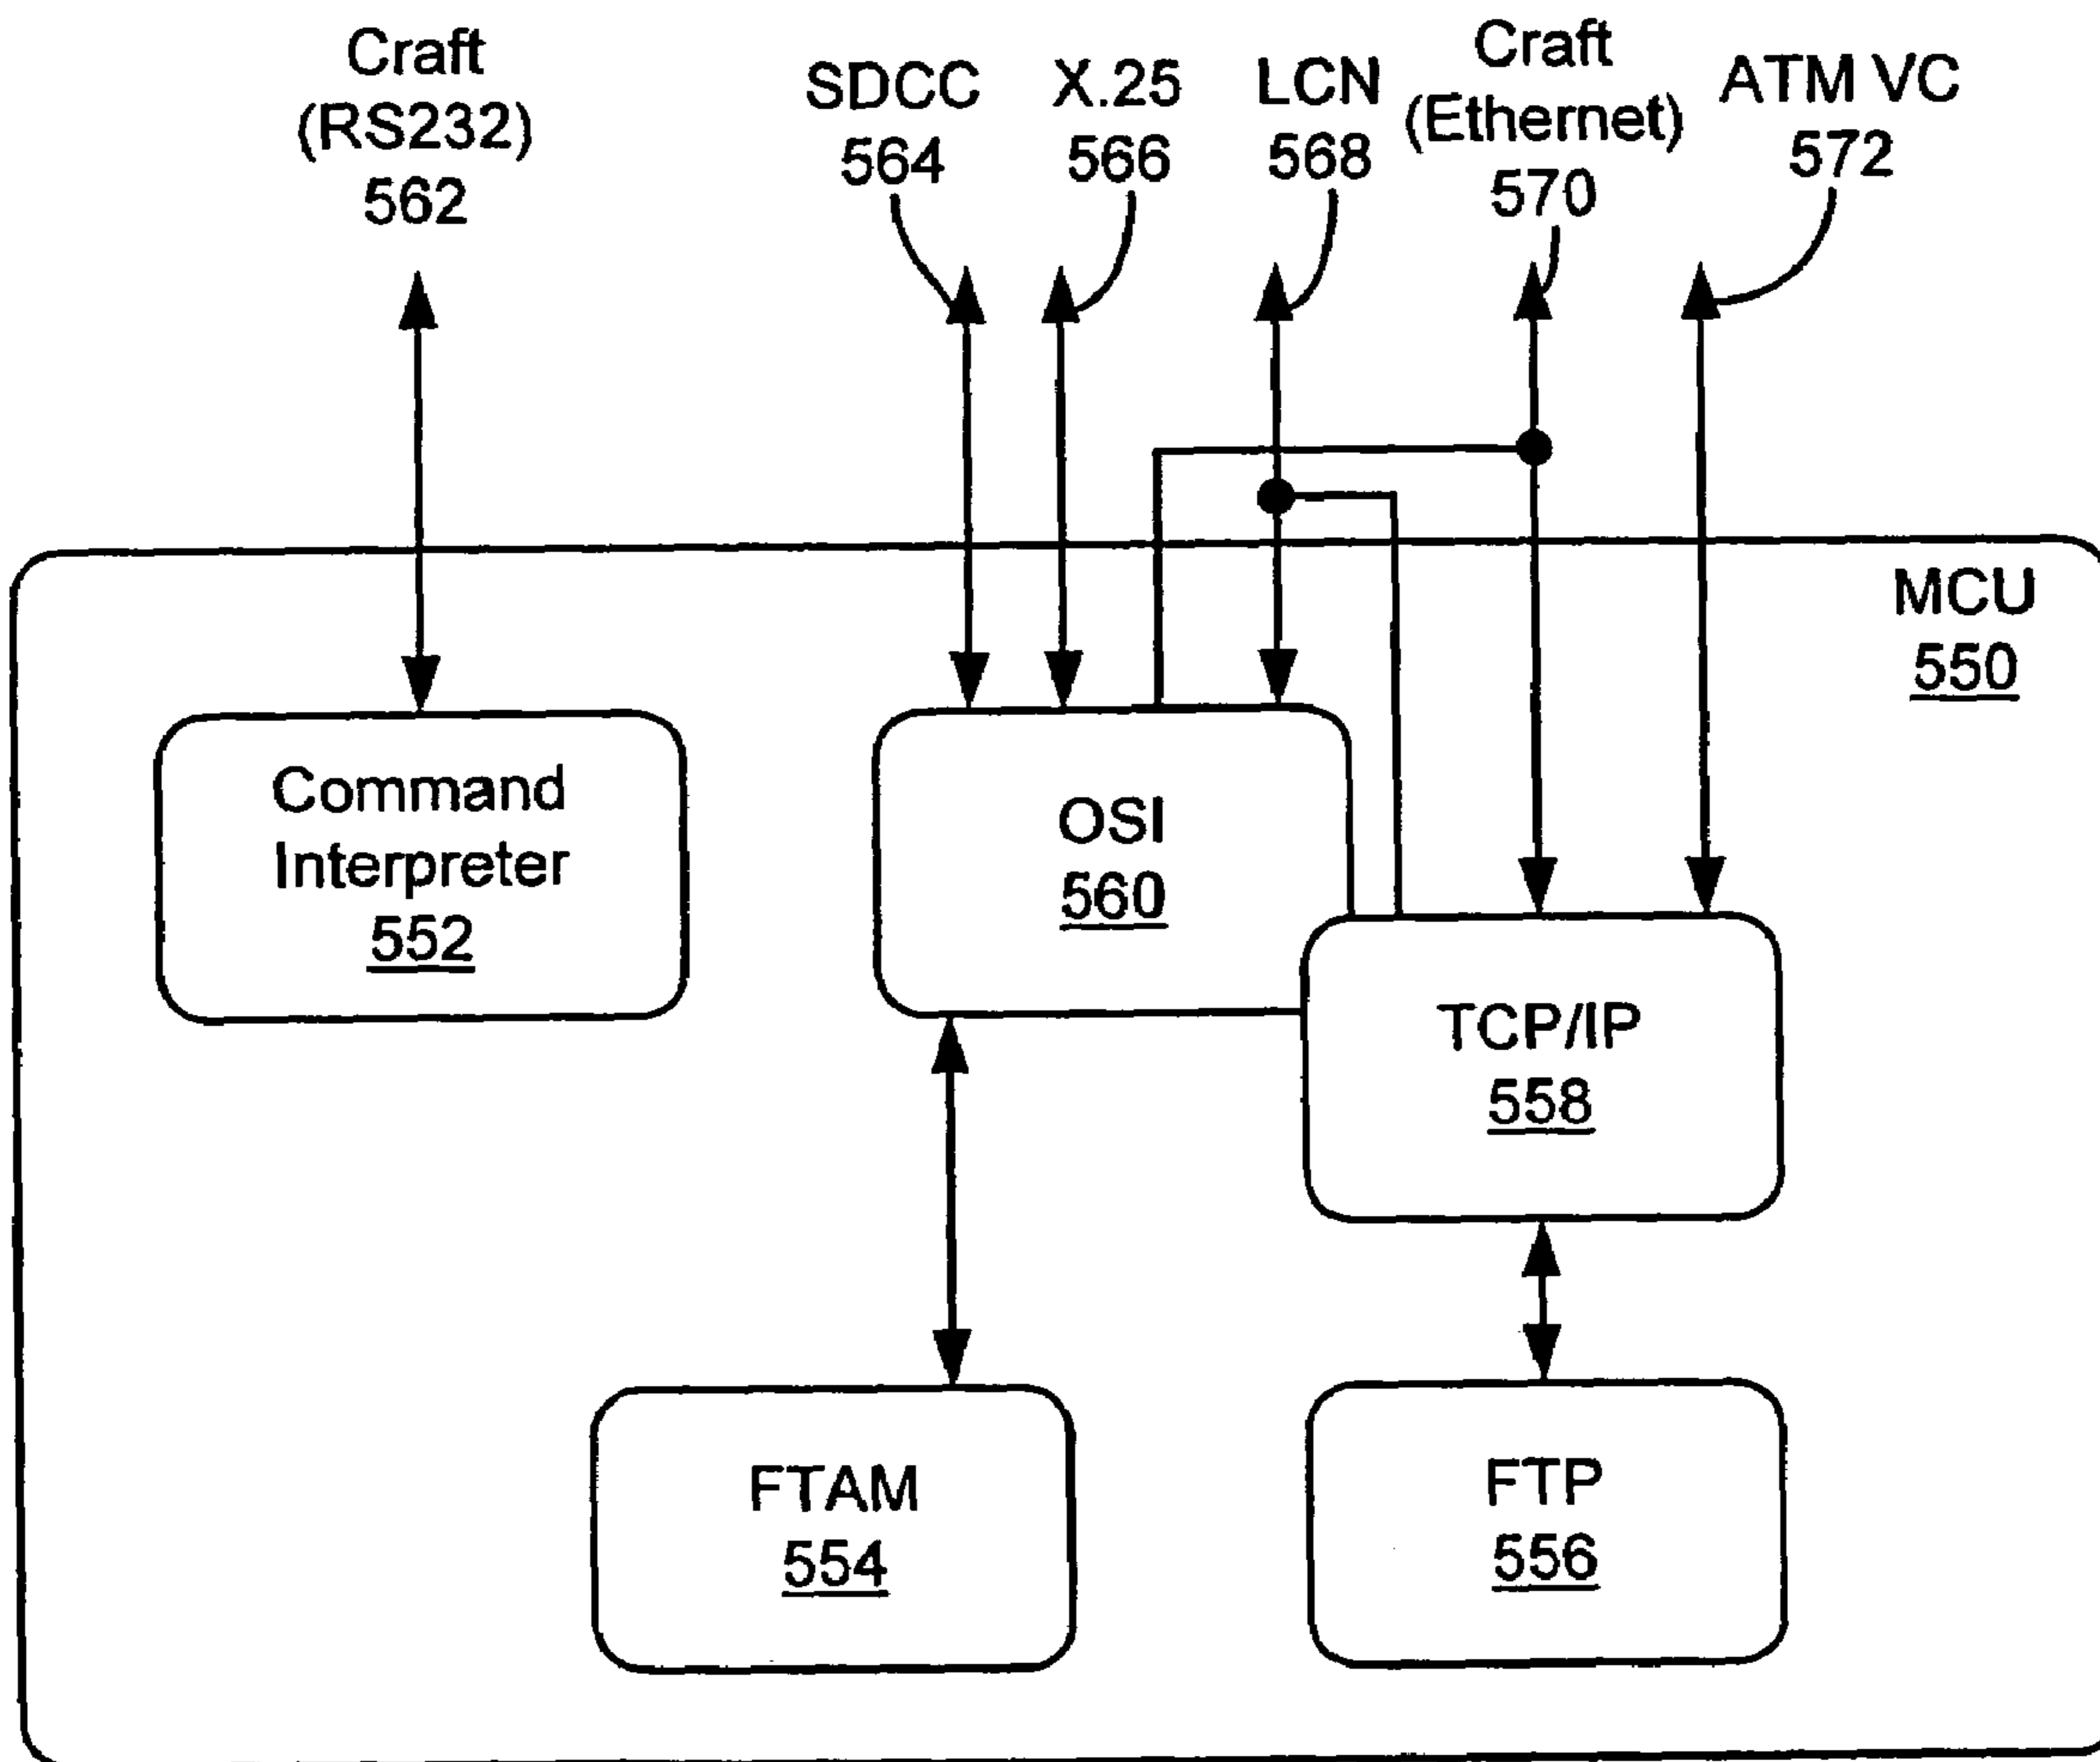 Craft
(RS232)
562
SDCC
564
X.25
566
LCN
568
Craft
(Ethernet)
570
ATM VC
572
MCU
550
Command
Interpreter
552
OSI
560
TCP/IP
558
FTAM
554
FTP
556